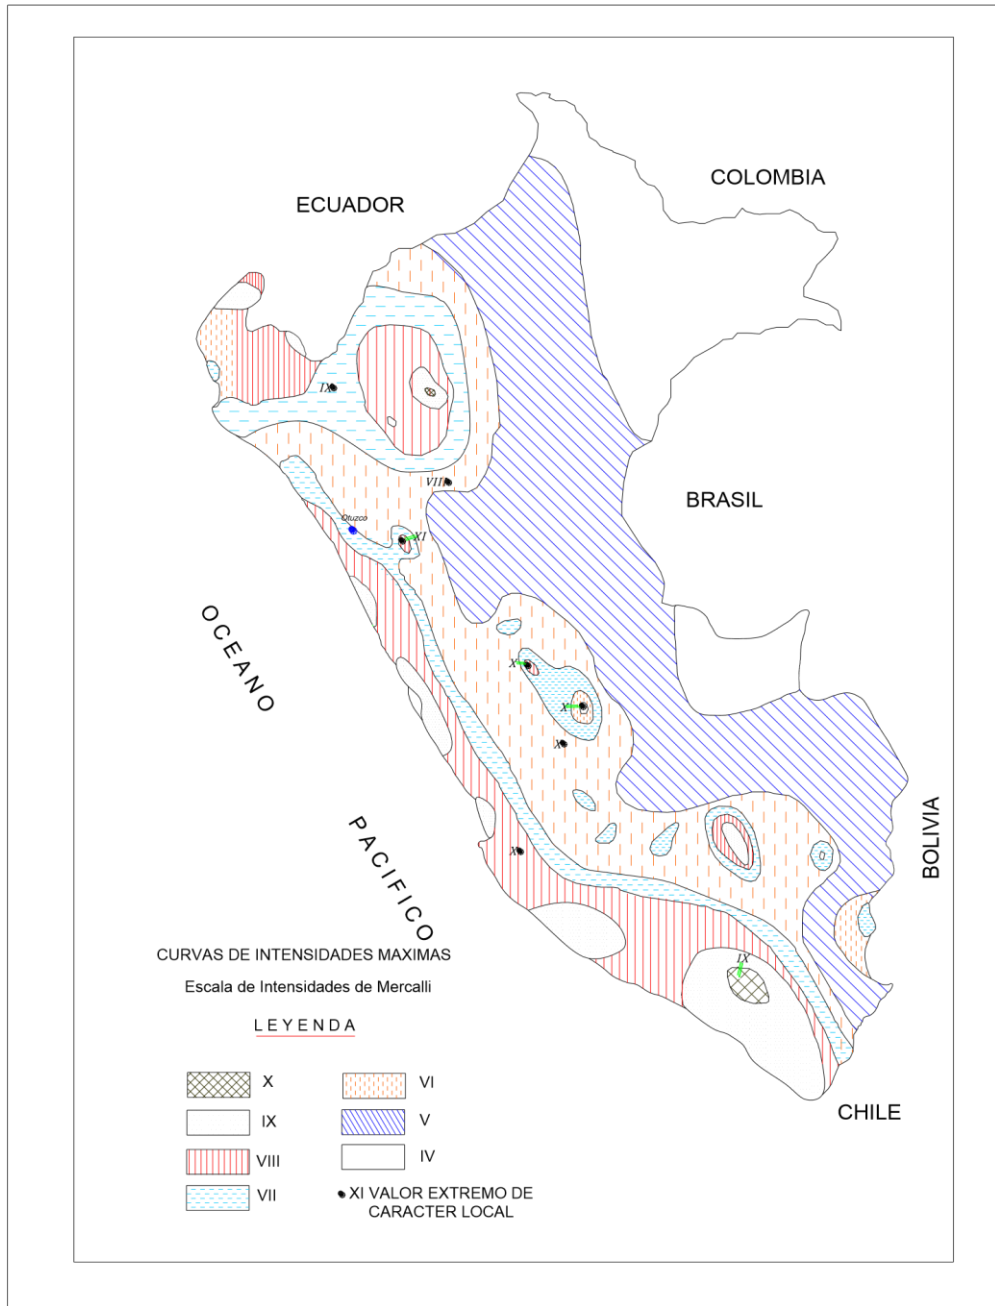 COLOMBIA
ECUADOR
IX
VIII
BRASIL
Otuzco
XI
OCEANO
X
X
X
BOLIVIA
PACIFICO
X
CURVAS DE INTENSIDADES MAXIMAS
IX
Escala de Intensidades de Mercalli
LEYENDA
X
VI
IX
V
VIII
IV
VII
XI VALOR EXTREMO DE
CARACTER LOCAL
CHILE